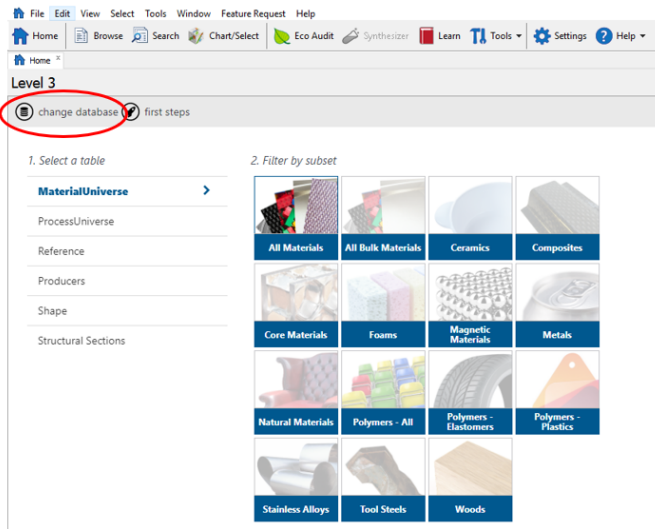 File Edit View Select Tools Window Feature Request Help
Home Browse Search Chart/Select Eco Audit Synthesizer Learn Tools Settings Help
Home x
Level 3
change database first steps
1. Select a table
2. Filter by subset
MaterialUniverse
ProcessUniverse
Reference
Producers
Shape
Structural Sections
All Materials
All Bulk Materials
Ceramics
Composites
Core Materials
Foams
Magnetic
Materials
Metals
Natural Materials
Polymers - All
Polymers -
Elastomers
Polymers -
Plastics
Stainless Alloys
Tool Steels
Woods